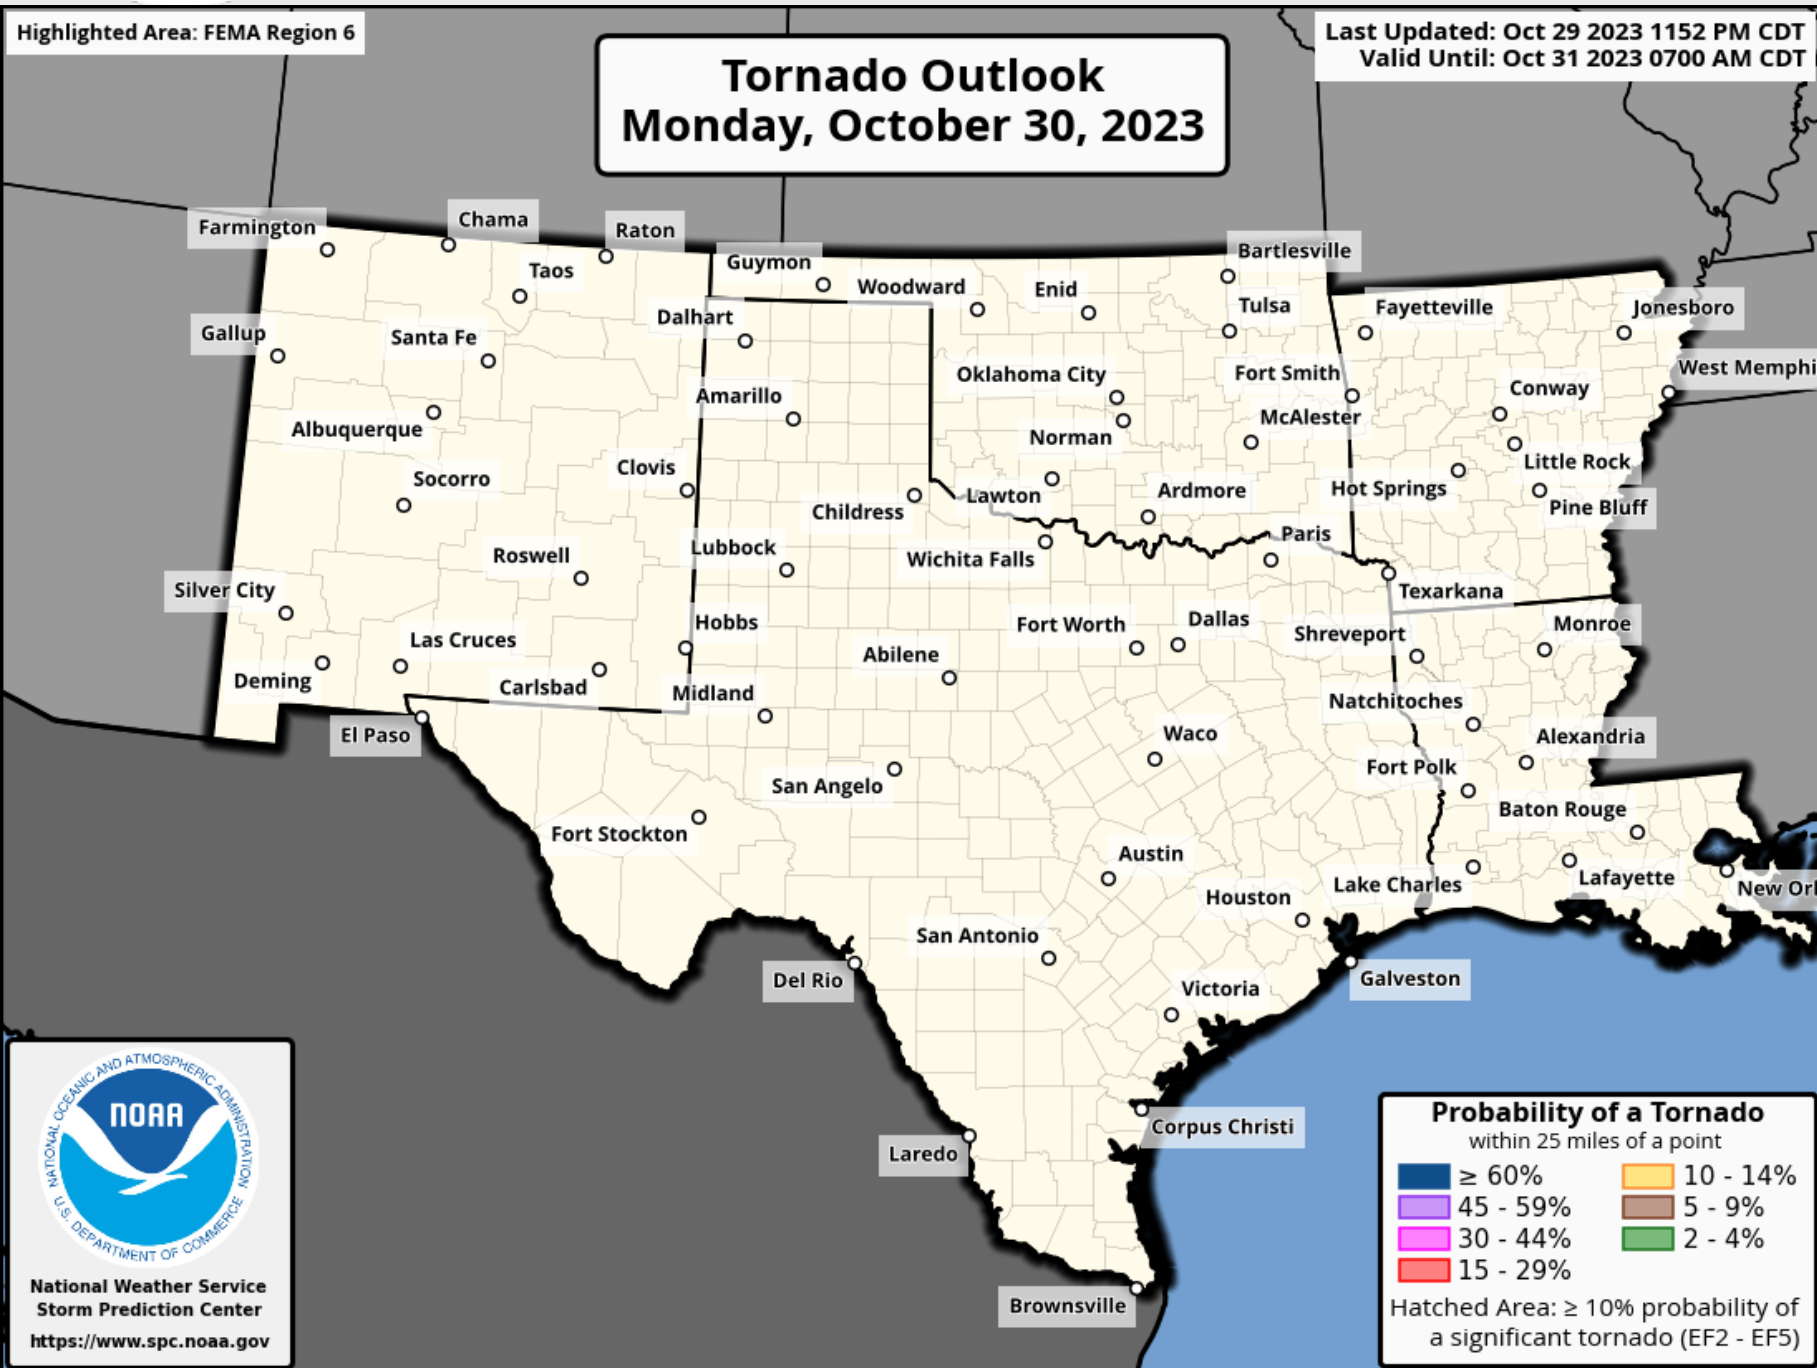 Highlighted Area: FEMA Region 6
Last Updated: Oct 29 2023 1152 PM CDT
Valid Until: Oct 31 2023 0700 AM CDT
Tornado Outlook
Monday, October 30, 2023
Farmington
Chama
Raton
Taos
Guymon
Woodward
Enid
Bartlesville
Tulsa
Fayetteville
Jonesboro
Gallup
Santa Fe
Dalhart
Amarillo
Oklahoma City
Fort Smith
West Memphi
Conway
Albuquerque
Norman
McAlester
Little Rock
Socorro
Clovis
Childress
Lawton
Ardmore
Hot Springs
Pine Bluff
Roswell
Lubbock
Wichita Falls
Paris
Silver City
Texarkana
Las Cruces
Hobbs
Fort Worth
Dallas
Shreveport
Monroe
Deming
Carlsbad
Midland
Abilene
Natchitoches
El Paso
Waco
Alexandria
San Angelo
Fort Polk
Fort Stockton
Baton Rouge
Austin
Houston
Lake Charles
Lafayette
New Orl
San Antonio
Del Rio
Victoria
Galveston
Corpus Christi
Laredo
Brownsville
NATIONAL OCEANIC AND ATMOSPHERIC ADMINISTRATION
NOAA
U.S. DEPARTMENT OF COMMERCE
National Weather Service
Storm Prediction Center
https://www.spc.noaa.gov
Probability of a Tornado
within 25 miles of a point
≥ 60% 10 - 14%
45 - 59% 5 - 9%
30 - 44% 2 - 4%
15 - 29%
Hatched Area: ≥ 10% probability of
a significant tornado (EF2 - EF5)